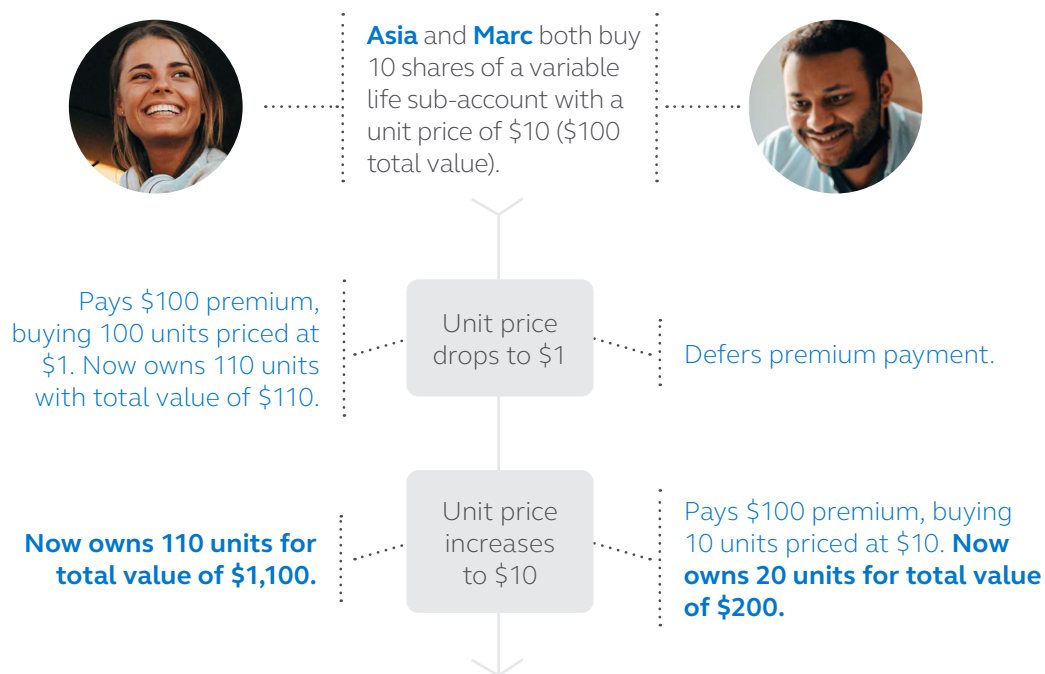 Asia and Marc both buy
10 shares of a variable
life sub-account with a
unit price of $10 ($100
total value).
Pays $100 premium,
buying 100 units priced at
$1. Now owns 110 units
with total value of $110.
Unit price
drops to $1
Defers premium payment.
Now owns 110 units for
total value of $1,100.
Unit price
increases
to $10
Pays $100 premium, buying
10 units priced at $10. Now
owns 20 units for total value
of $200.